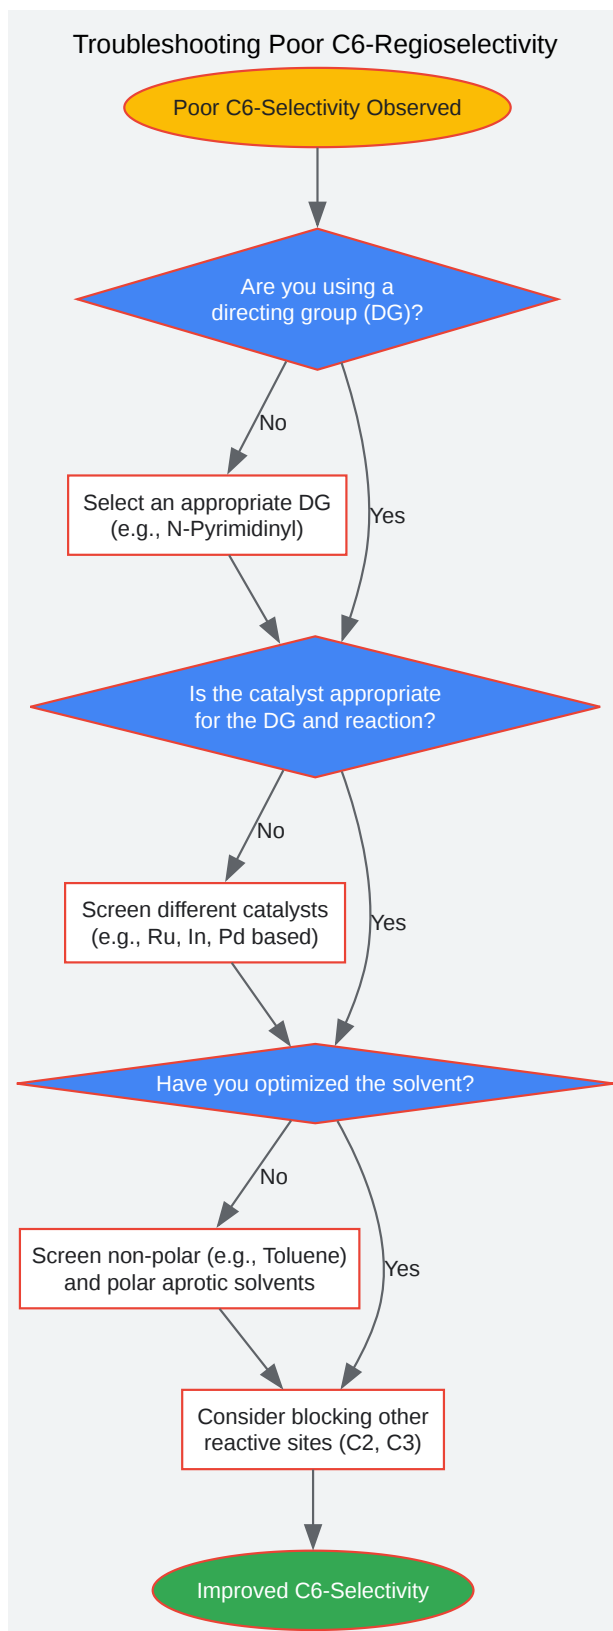 Troubleshooting Poor C6-Regioselectivity
Poor C6-Selectivity Observed
Are you using a
directing group (DG)?
No
Select an appropriate DG
(e.g., N-Pyrimidinyl)
Yes
Is the catalyst appropriate
for the DG and reaction?
No
Screen different catalysts
(e.g., Ru, In, Pd based)
Yes
Have you optimized the solvent?
No
Screen non-polar (e.g., Toluene)
and polar aprotic solvents
Yes
Consider blocking other
reactive sites (C2, C3)
Improved C6-Selectivity